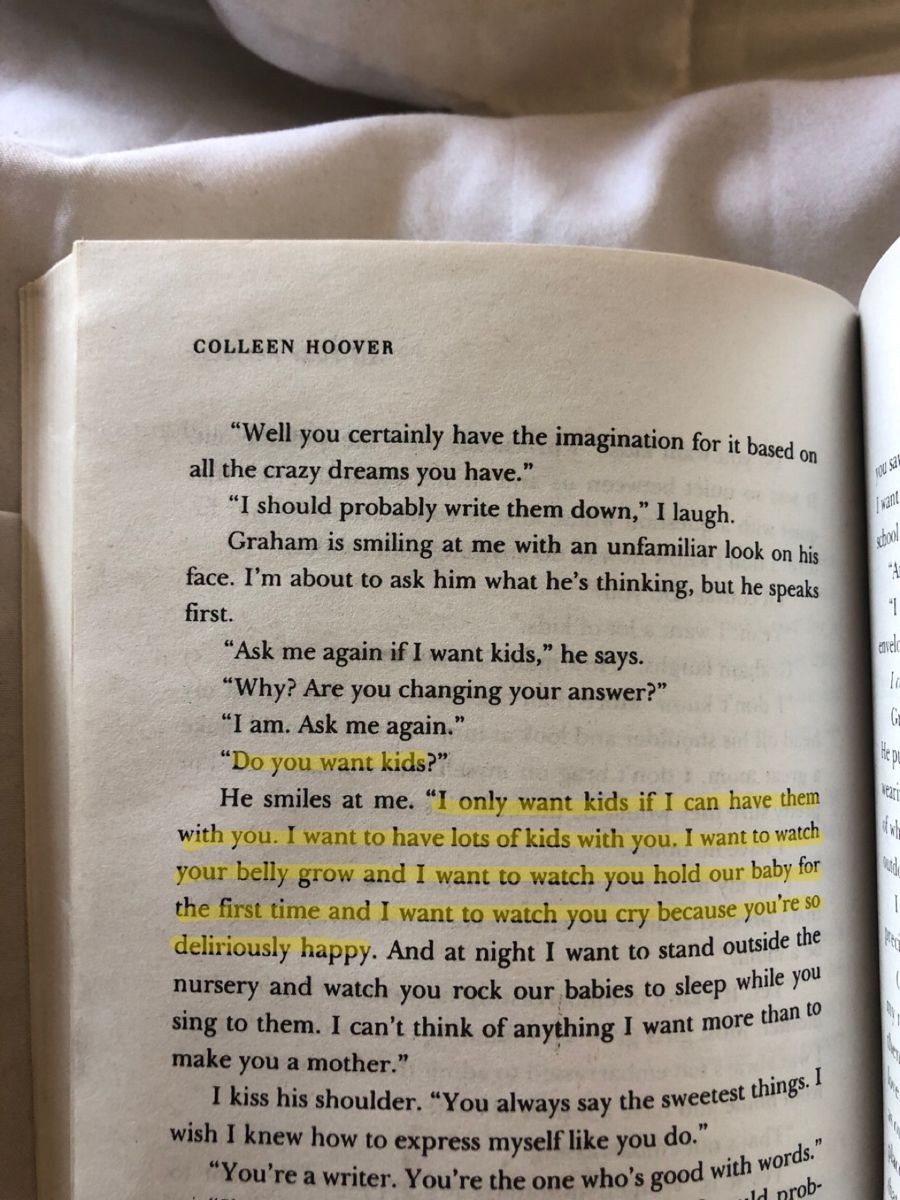 COLLEEN HOOVER
“Well you certainly have the imagination for it based on
all the crazy dreams you have.”
“I should probably write them down,” I laugh.
Graham is smiling at me with an unfamiliar look on his
face. I’m about to ask him what he’s thinking, but he speaks
first.
“Ask me again if I want kids,” he says.
“Why? Are you changing your answer?”
“I am. Ask me again.”
“Do you want kids?”
He smiles at me. “I only want kids if I can have them
with you. I want to have lots of kids with you. I want to watch
your belly grow and I want to watch you hold our baby for
the first time and I want to watch you cry because you’re so
deliriously happy. And at night I want to stand outside the
nursery and watch you rock our babies to sleep while you
sing to them. I can’t think of anything I want more than to
make you a mother.”
I kiss his shoulder. “You always say the sweetest things. I
wish I knew how to express myself like you do.”
“You’re a writer. You’re the one who’s good with words.”
prob-
you
I want
school
“I